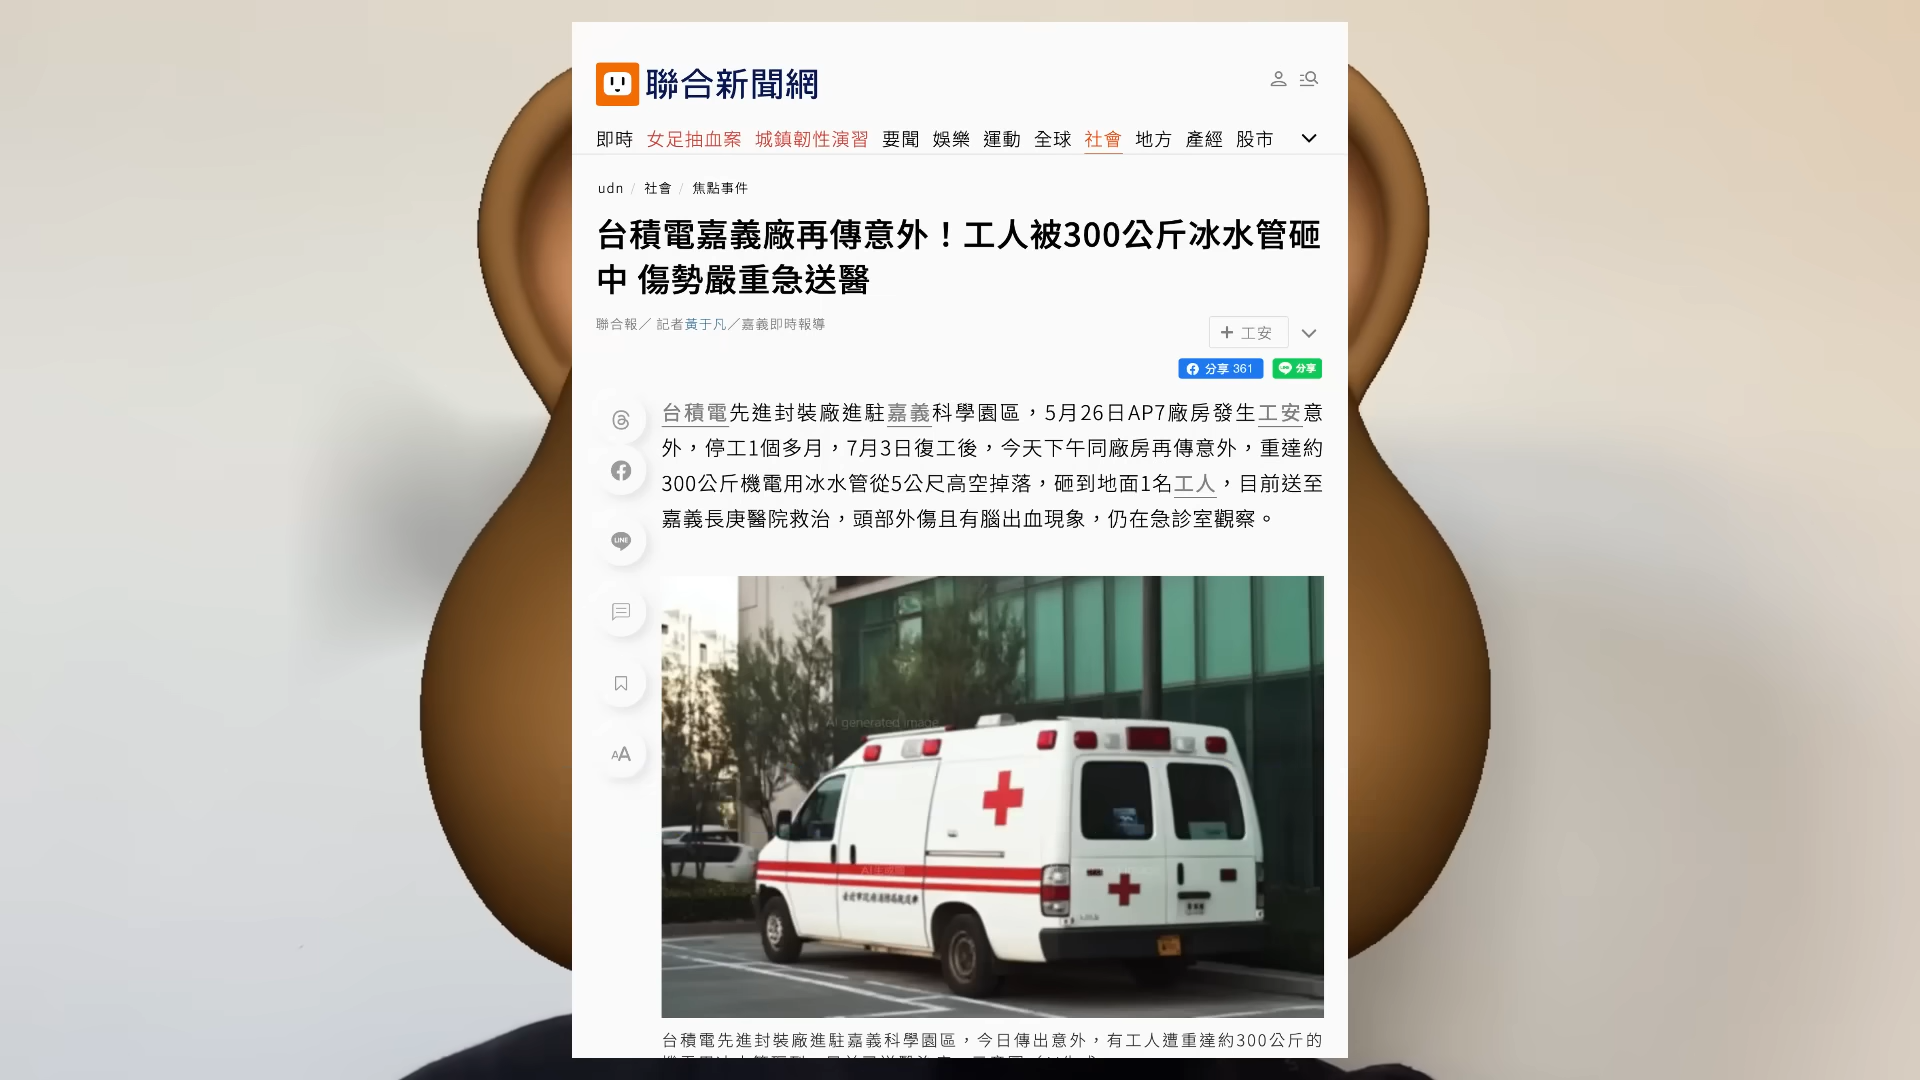 聯合新聞網
即時 女足抽血案 城鎮韌性演習 要聞 娛樂 運動 全球 社會 地方 產經 股市
udn / 社會 / 焦點事件
台積電嘉義廠再傳意外！工人被300公斤冰水管砸
中 傷勢嚴重急送醫
聯合報／ 記者黃于凡／嘉義即時報導
+ 工安
分享 361
分享
台積電先進封裝廠進駐嘉義科學園區，5月26日AP7廠房發生工安意
外，停工1個多月，7月3日復工後，今天下午同廠房再傳意外，重達約
300公斤機電用冰水管從5公尺高空掉落，砸到地面1名工人，目前送至
嘉義長庚醫院救治，頭部外傷且有腦出血現象，仍在急診室觀察。
LINE
AA
AI generated image
台積電先進封裝廠進駐嘉義科學園區，今日傳出意外，有工人遭重達約300公斤的